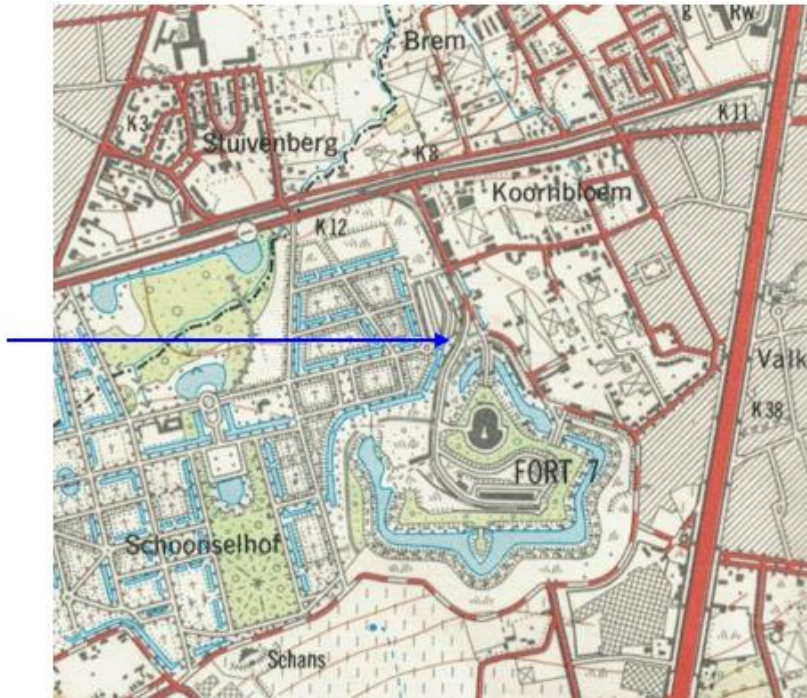 Brem
g
Rw
K3
Stuivenberg
K8
K11
Koornbloem
K12
Valk
K38
FORT 7
Schoonselhof
Schans